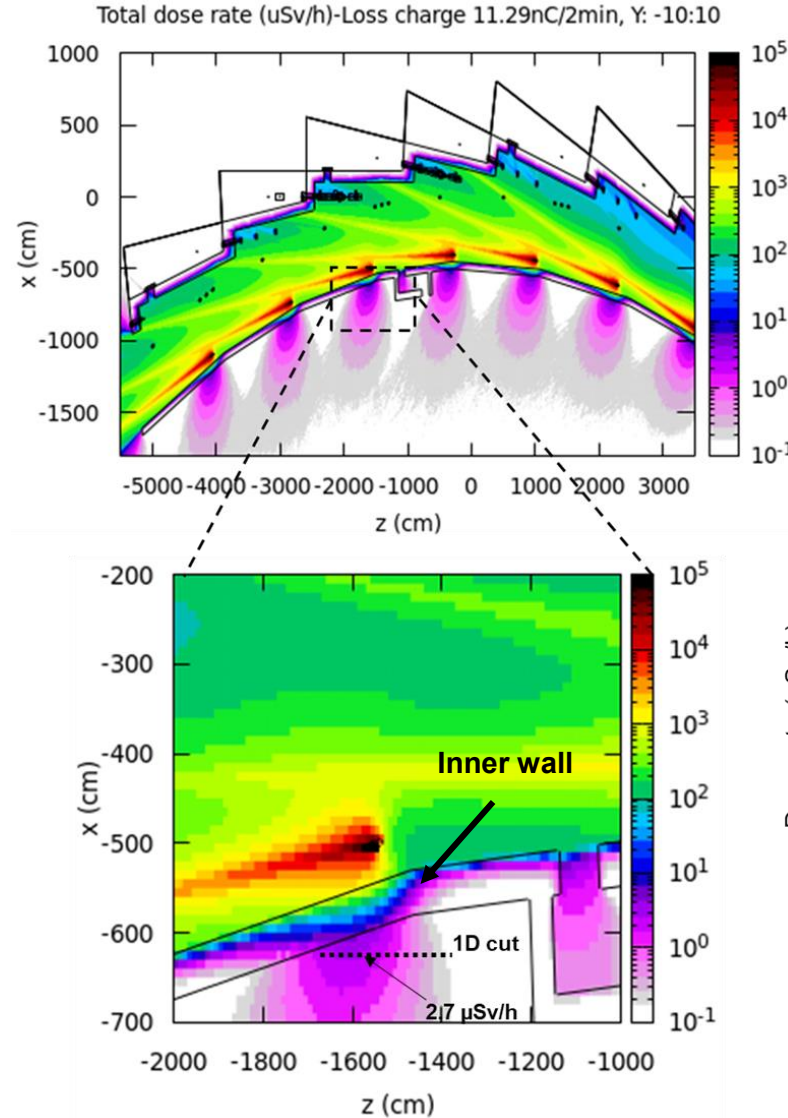 Total dose rate (uSv/h)-Loss charge 11.29nC/2min, Y: -10:10
1000
500
0
-500
-1000
-1500
x (cm)
-5000 -4000 -3000 -2000 -1000 0 1000 2000 3000
z (cm)
10⁵
10⁴
10³
10²
10¹
10⁰
10⁻¹
-200
-300
-400
-500
-600
-700
x (cm)
Inner wall
1D cut
2.7 µSv/h
-2000 -1800 -1600 -1400 -1200 -1000
z (cm)
10⁵
10⁴
10³
10²
10¹
10⁰
10⁻¹